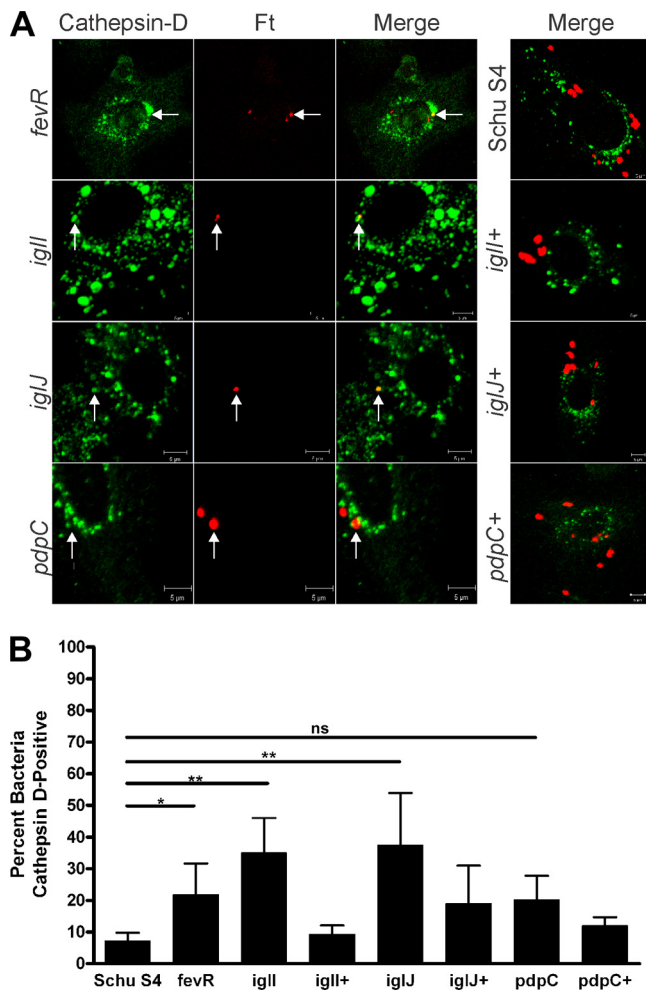 A
Cathepsin-D Ft Merge Merge
fevR
Schu S4
iglI
iglI+
iglJ
5 µm 5 µm 5 µm
iglJ+
pdpC
5 µm 5 µm 5 µm
pdpC+
B
Percent Bacteria
Cathepsin D-Positive
100
90
80
70
60
50
40
30
20
10
0
ns
**
**
*
Schu S4 fevR iglI iglI+ iglJ iglJ+ pdpC pdpC+